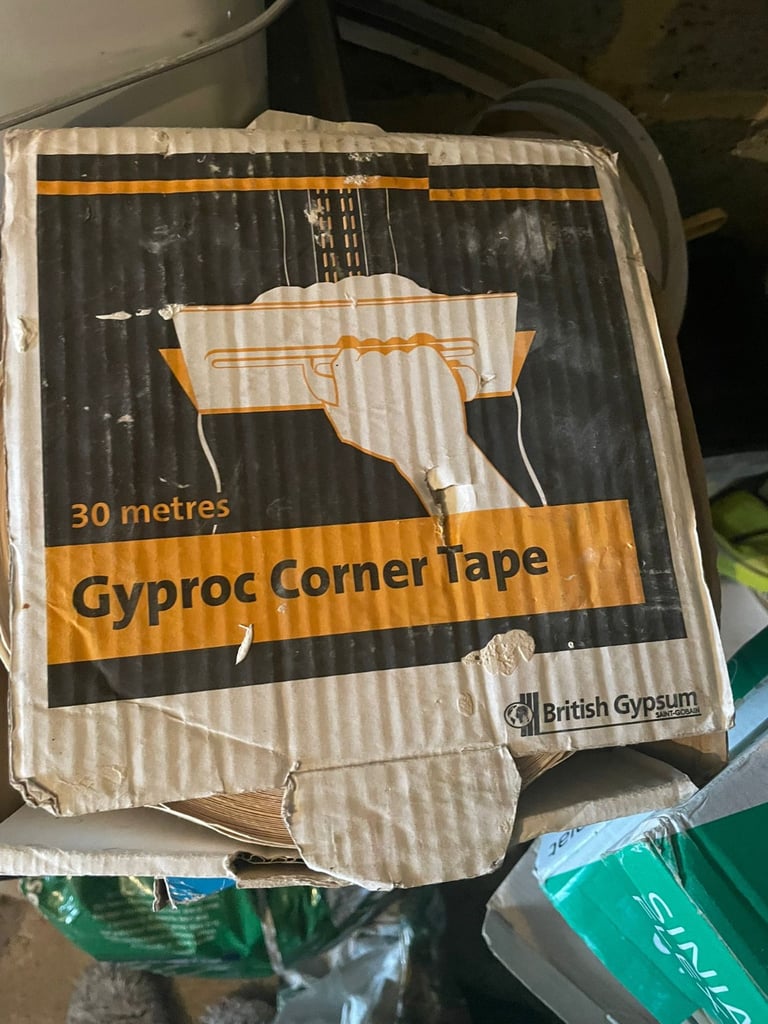 30 metres
Gyproc Corner Tape
British Gypsum
SAINT-GOBAIN